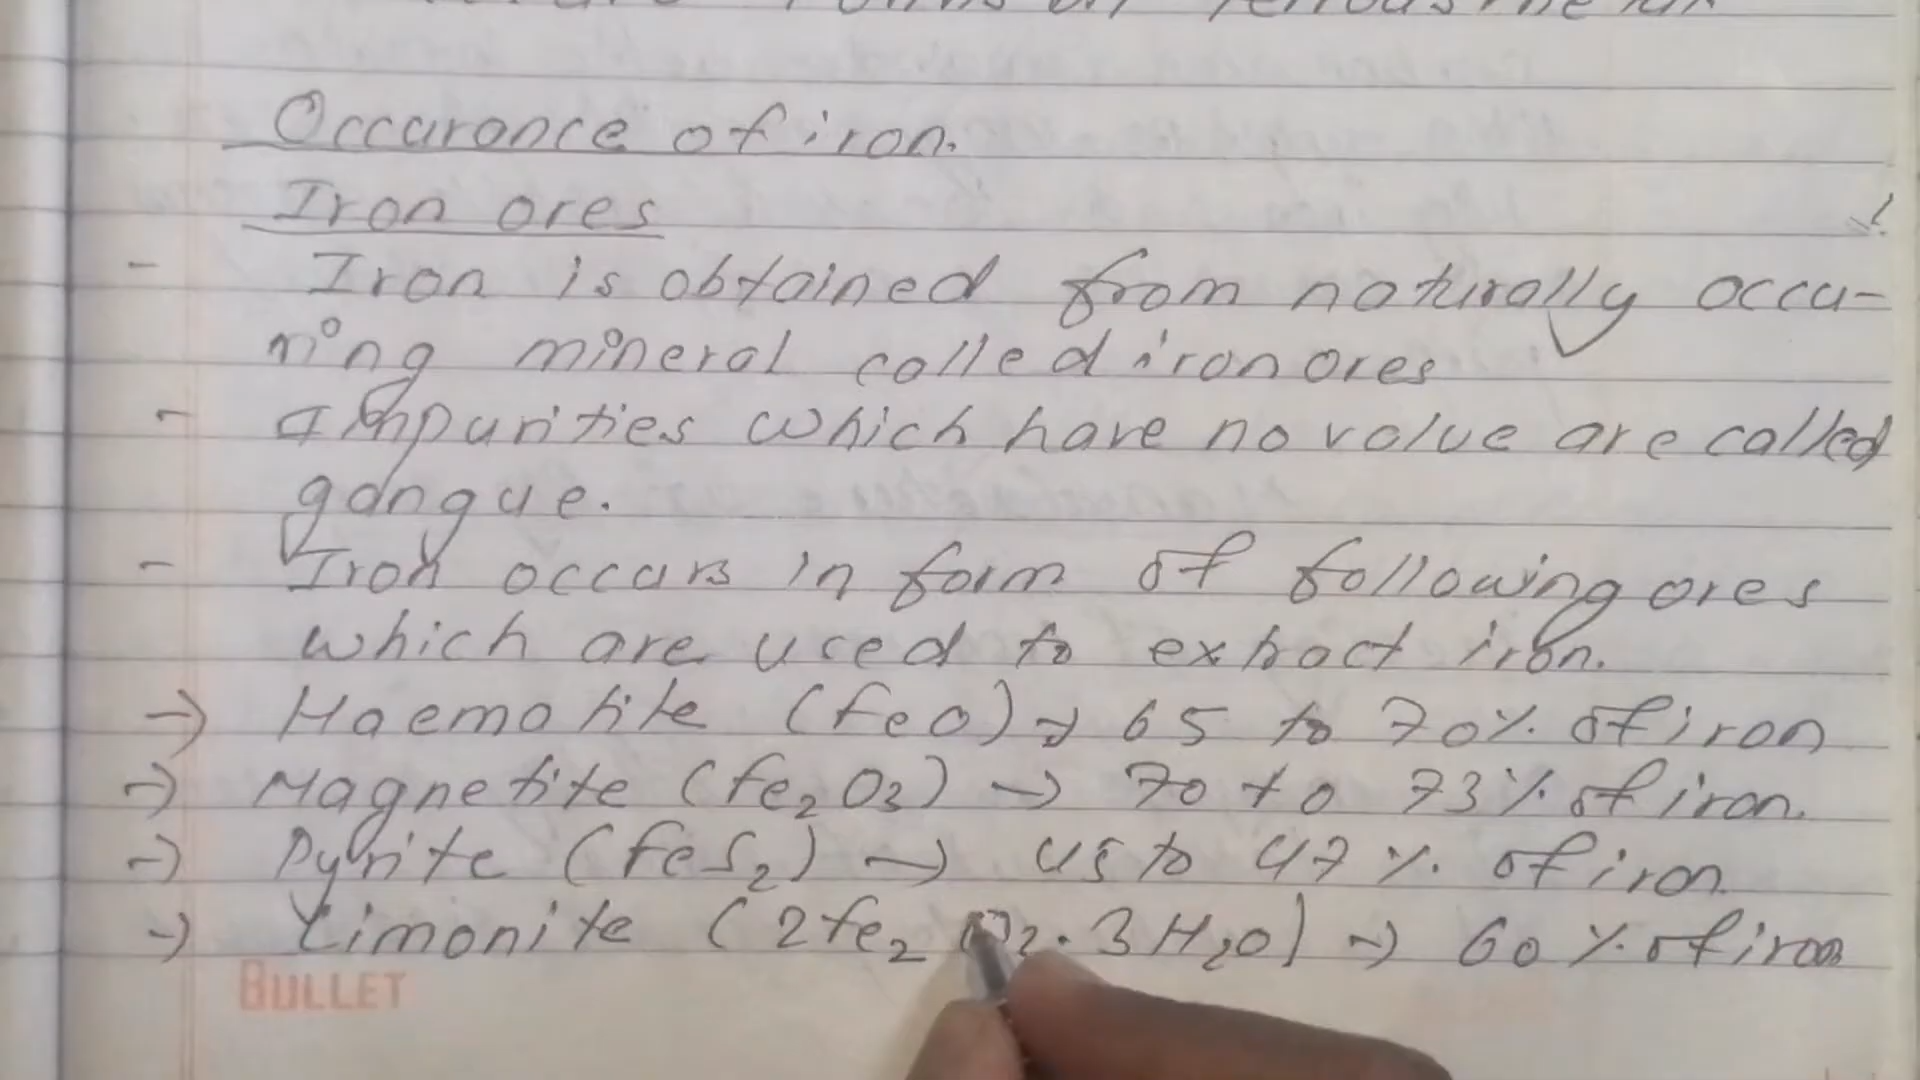 Occurance of iron.
Iron ores
- Iron is obtained from naturally occu-
ring mineral called iron ores
- Impurities which have no value are called
gangue.
- Iron occurs in form of following ores
which are used to extract iron.
→ Haematite (FeO) → 65 to 70% of iron
→ Magnetite (Fe₂O₃) → 70 to 73% of iron.
→ Pyrite (FeS₂) → 45 to 47%. of iron
→ Limonite (2Fe₂O₃.3H₂O) → 60% of iron
BULLET